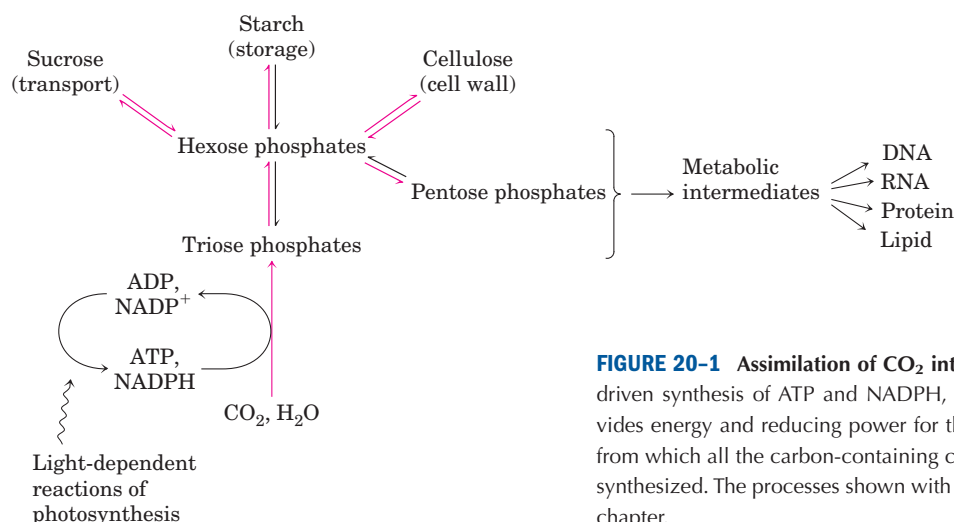 Starch
(storage)
Sucrose
(transport)
Cellulose
(cell wall)
Hexose phosphates
Pentose phosphates
Metabolic
intermediates
DNA
RNA
Protein
Lipid
Triose phosphates
ADP,
NADP⁺
ATP,
NADPH
CO₂, H₂O
Light-dependent
reactions of
photosynthesis
FIGURE 20–1 Assimilation of CO₂ int
driven synthesis of ATP and NADPH,
vides energy and reducing power for th
from which all the carbon-containing c
synthesized. The processes shown with
chapter.